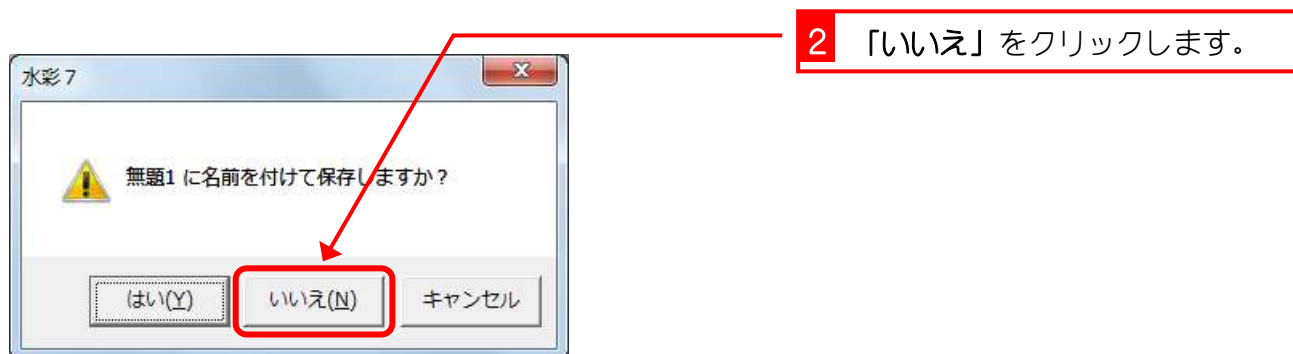 2 「いいえ」をクリックします。
水彩 7
無題1 に名前を付けて保存しますか？
はい(Y) いいえ(N) キャンセル